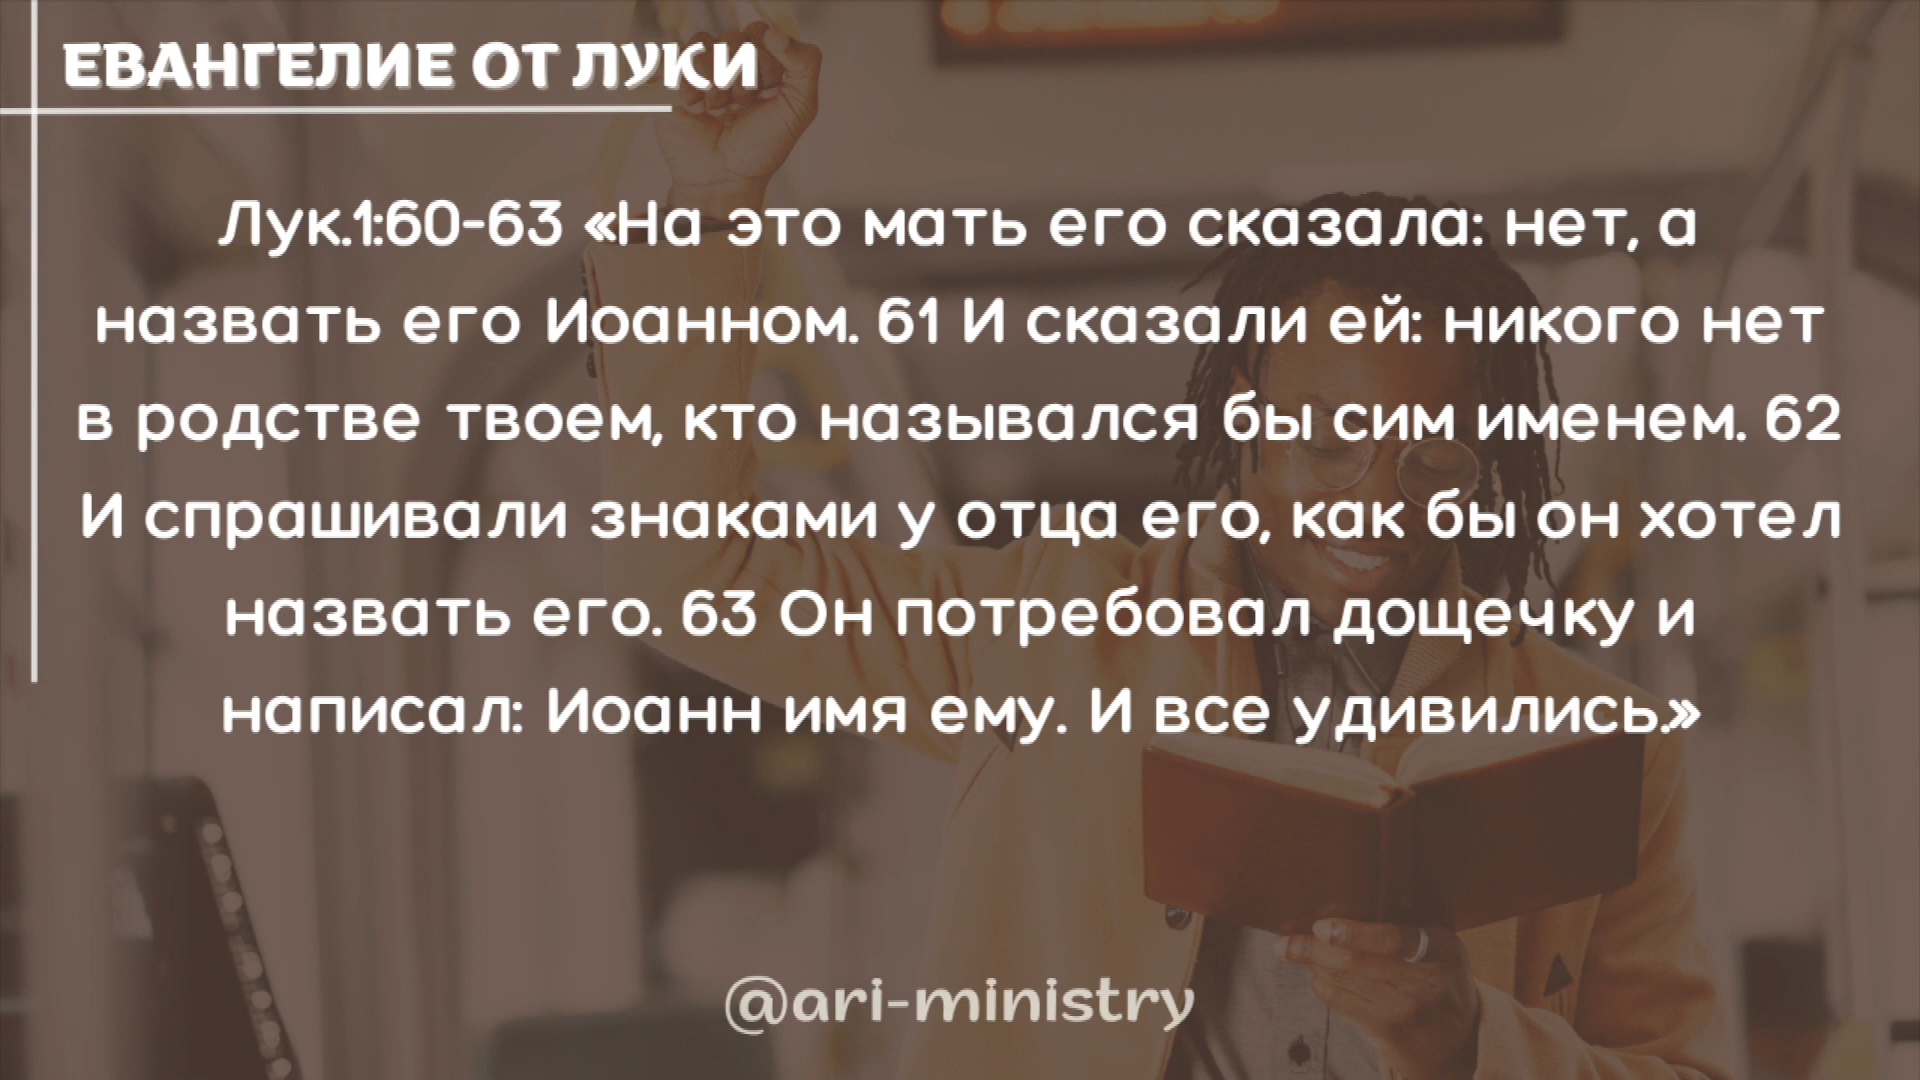 ЕВАНГЕЛИЕ ОТ ЛУКИ
Лук.1:60-63 «На это мать его сказала: нет, а
назвать его Иоанном. 61 И сказали ей: никого нет
в родстве твоем, кто назывался бы сим именем. 62
И спрашивали знаками у отца его, как бы он хотел
назвать его. 63 Он потребовал дощечку и
написал: Иоанн имя ему. И все удивились.»
@ari-ministry